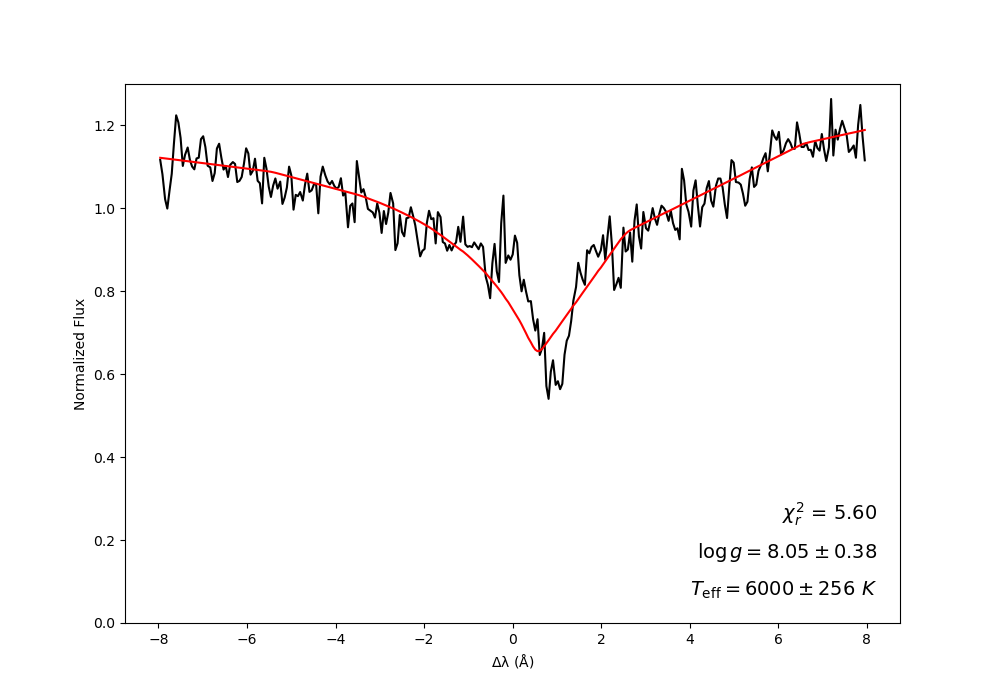 1.2
1.0
0.8
0.6
0.4
0.2
0.0
Normalized Flux
χ²ᵣ = 5.60
log g = 8.05 ± 0.38
T_eff = 6000 ± 256 K
−8 −6 −4 −2 0 2 4 6 8
Δλ (Å)